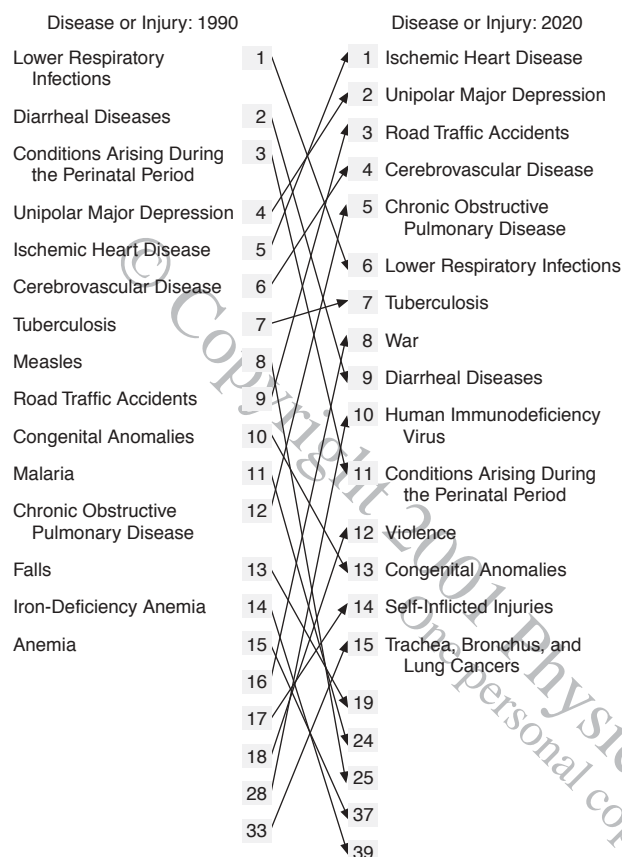 Disease or Injury: 1990
Lower Respiratory
Infections
1
Diarrheal Diseases 2
Conditions Arising During
the Perinatal Period
3
Unipolar Major Depression 4
Ischemic Heart Disease 5
Cerebrovascular Disease 6
Tuberculosis 7
Measles 8
Road Traffic Accidents 9
Congenital Anomalies 10
Malaria 11
Chronic Obstructive
Pulmonary Disease
12
Falls 13
Iron-Deficiency Anemia 14
Anemia 15
16
17
18
28
33
Disease or Injury: 2020
1 Ischemic Heart Disease
2 Unipolar Major Depression
3 Road Traffic Accidents
4 Cerebrovascular Disease
5 Chronic Obstructive
Pulmonary Disease
6 Lower Respiratory Infections
7 Tuberculosis
8 War
9 Diarrheal Diseases
10 Human Immunodeficiency
Virus
11 Conditions Arising During
the Perinatal Period
12 Violence
13 Congenital Anomalies
14 Self-Inflicted Injuries
15 Trachea, Bronchus, and
Lung Cancers
19
24
25
37
39
© Copyright 2001 Physic
One personal cop